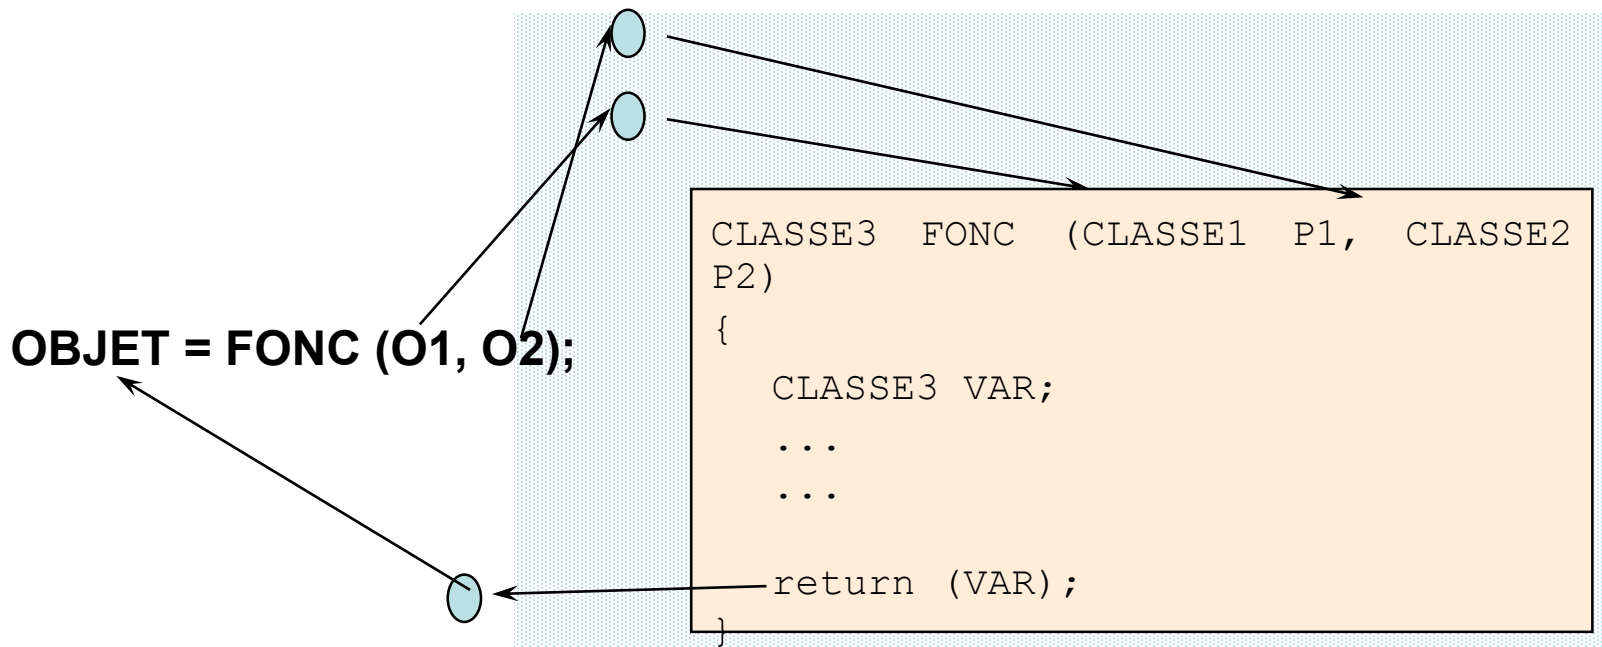 CLASSE3 FONC (CLASSE1 P1, CLASSE2
P2)
{
OBJET = FONC (O1, O2);
CLASSE3 VAR;
...
...
return (VAR);
}